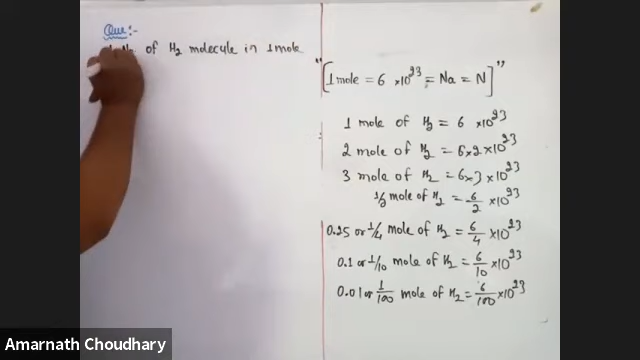 Que:-
of H2 molecule in 1 mole
"[1 mole = 6 ×10^23 = Na = N]"
1 mole of H2 = 6 ×10^23
2 mole of H2 = 6×2×10^23
3 mole of H2 = 6×3×10^23
1/2 mole of H2 = 6/2 ×10^23
0.25 or 1/4 mole of H2 = 6/4 ×10^23
0.1 or 1/10 mole of H2 = 6/10 ×10^23
0.01 or 1/100 mole of H2 = 6/100 ×10^23
Amarnath Choudhary